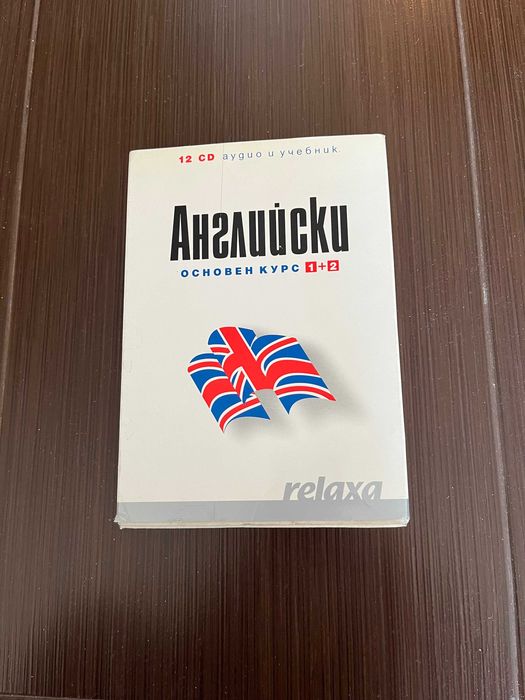 12 CD аудио и учебник
Английски
ОСНОВЕН КУРС 1+2
relaxa